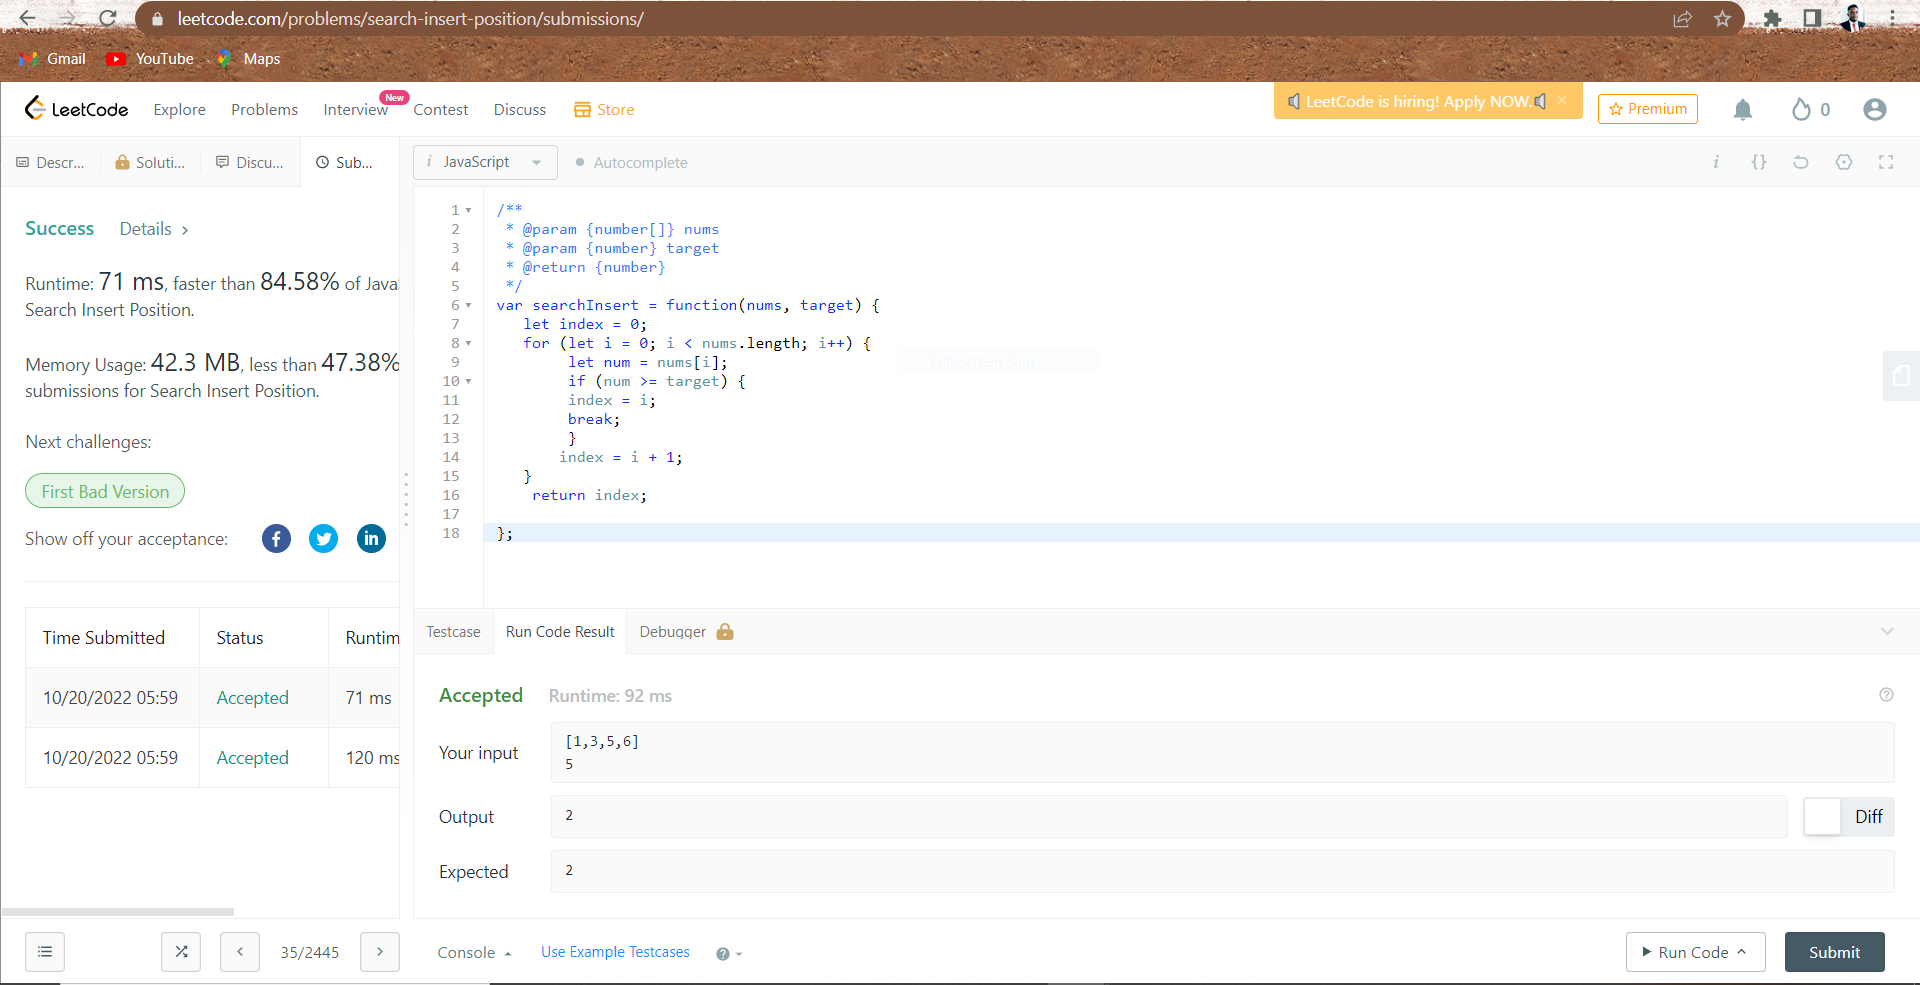 leetcode.com/problems/search-insert-position/submissions/
Gmail YouTube Maps
LeetCode Explore Problems Interview New Contest Discuss Store LeetCode is hiring! Apply NOW. Premium 0
Descr... Soluti... Discu... Sub...
i JavaScript Autocomplete
Success Details >
Runtime: 71 ms, faster than 84.58% of Java
Search Insert Position.
Memory Usage: 42.3 MB, less than 47.38%
submissions for Search Insert Position.
Next challenges:
First Bad Version
Show off your acceptance:
Time Submitted Status Runtim
10/20/2022 05:59 Accepted 71 ms
10/20/2022 05:59 Accepted 120 ms
35/2445
1 /**
2  * @param {number[]} nums
3  * @param {number} target
4  * @return {number}
5  */
6 var searchInsert = function(nums, target) {
7    let index = 0;
8    for (let i = 0; i < nums.length; i++) {
9         let num = nums[i];
10         if (num >= target) {
11         index = i;
12         break;
13         }
14        index = i + 1;
15    }
16     return index;
17
18 };
Full-screen Snip
Testcase Run Code Result Debugger
Accepted Runtime: 92 ms
Your input
[1,3,5,6]
5
Output 2 Diff
Expected 2
Console Use Example Testcases Run Code Submit